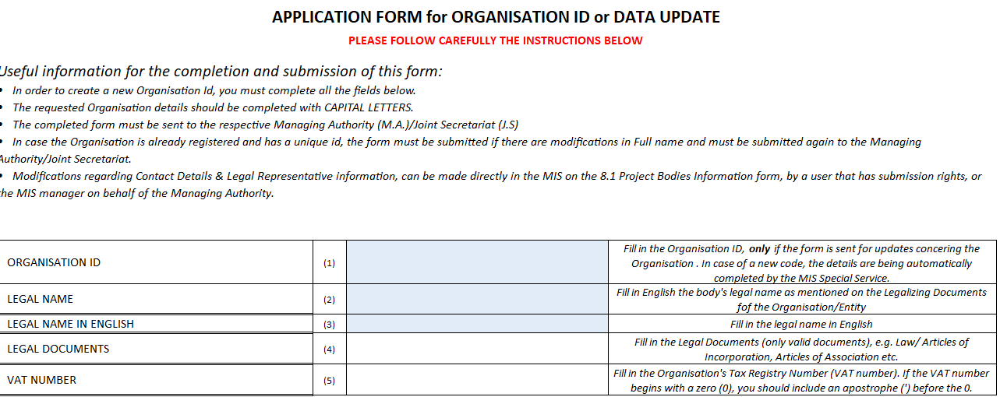 APPLICATION FORM for ORGANISATION ID or DATA UPDATE
PLEASE FOLLOW CAREFULLY THE INSTRUCTIONS BELOW
Useful information for the completion and submission of this form:
• In order to create a new Organisation Id, you must complete all the fields below.
• The requested Organisation details should be completed with CAPITAL LETTERS.
• The completed form must be sent to the respective Managing Authority (M.A.)/Joint Secretariat (J.S)
• In case the Organisation is already registered and has a unique id, the form must be submitted if there are modifications in Full name and must be submitted again to the Managing
Authority/Joint Secretariat.
• Modifications regarding Contact Details & Legal Representative information, can be made directly in the MIS on the 8.1 Project Bodies Information form, by a user that has submission rights, or
the MIS manager on behalf of the Managing Authority.
ORGANISATION ID
(1)
Fill in the Organisation ID, only if the form is sent for updates concering the
Organisation . In case of a new code, the details are being automatically
completed by the MIS Special Service.
LEGAL NAME
(2)
Fill in English the body's legal name as mentioned on the Legalizing Documents
fof the Organisation/Entity
LEGAL NAME IN ENGLISH
(3)
Fill in the legal name in English
LEGAL DOCUMENTS
(4)
Fill in the Legal Documents (only valid documents), e.g. Law/ Articles of
Incorporation, Articles of Association etc.
VAT NUMBER
(5)
Fill in the Organisation's Tax Registry Number (VAT number). If the VAT number
begins with a zero (0), you should include an apostrophe (') before the 0.